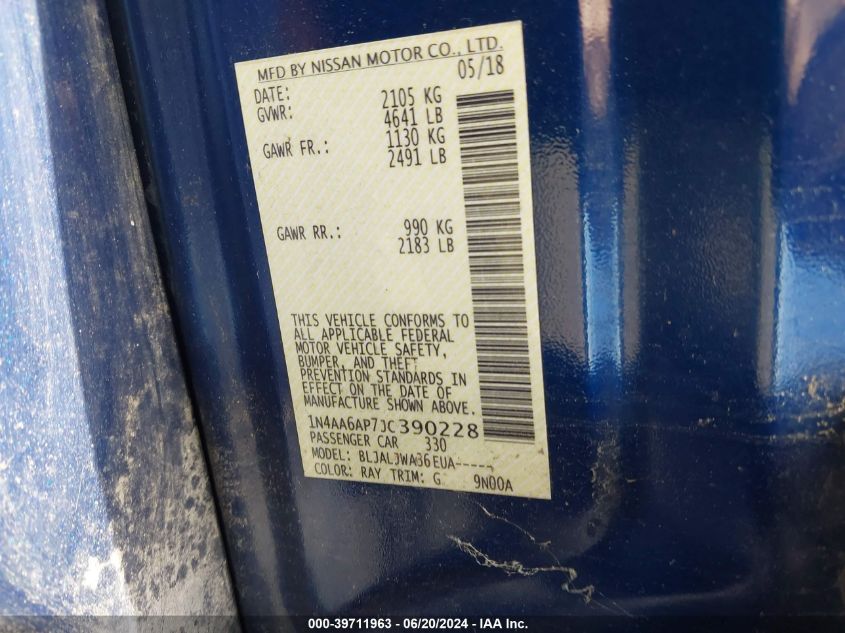 MFD BY NISSAN MOTOR CO., LTD.
DATE: 05/18
GVWR: 2105 KG
4641 LB
GAWR FR.: 1130 KG
2491 LB
GAWR RR.: 990 KG
2183 LB
THIS VEHICLE CONFORMS TO
ALL APPLICABLE FEDERAL
MOTOR VEHICLE SAFETY,
BUMPER, AND THEFT
PREVENTION STANDARDS IN
EFFECT ON THE DATE OF
MANUFACTURE SHOWN ABOVE.
1N4AA6AP7JC390228
PASSENGER CAR 330
MODEL: BLJALJWA36EUA-----
COLOR: RAY TRIM: G 9N00A
000-39711963 - 06/20/2024 - IAA Inc.